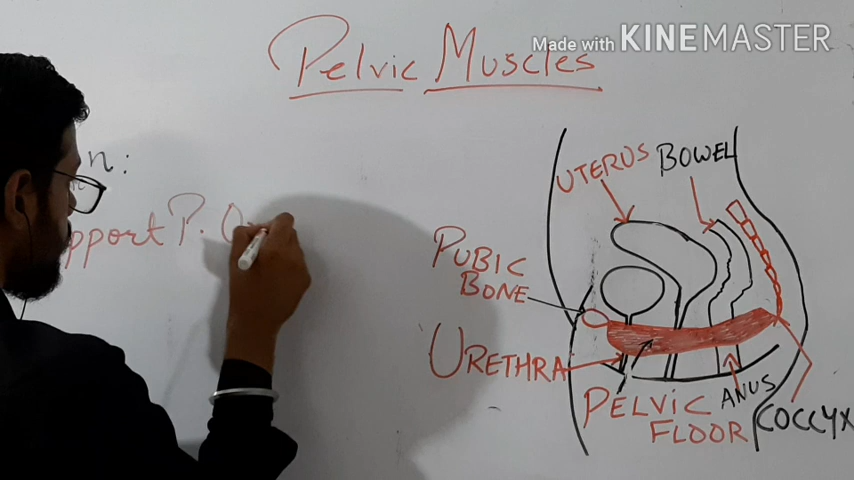 Made with KINEMASTER
Pelvic Muscles
n:
pport P. O
UTERUS
BOWEL
PUBIC
BONE
URETHRA
PELVIC
FLOOR
ANUS
COCCYX